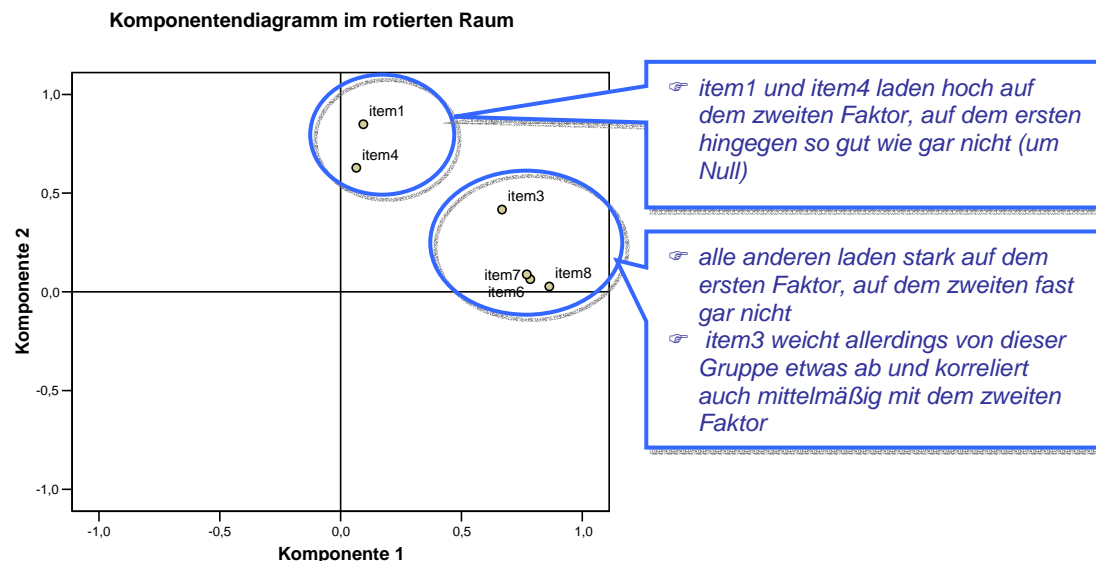 Komponentendiagramm im rotierten Raum
1,0
0,5
0,0
-0,5
-1,0
Komponente 2
item1
item4
item3
item7
item8
item6
-1,0
-0,5
0,0
0,5
1,0
Komponente 1
☞ item1 und item4 laden hoch auf
dem zweiten Faktor, auf dem ersten
hingegen so gut wie gar nicht (um
Null)
☞ alle anderen laden stark auf dem
ersten Faktor, auf dem zweiten fast
gar nicht
☞ item3 weicht allerdings von dieser
Gruppe etwas ab und korreliert
auch mittelmäßig mit dem zweiten
Faktor